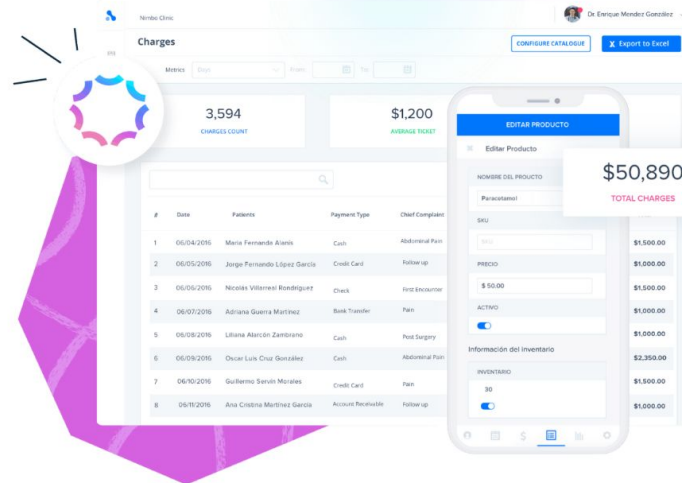 Nimbo Clinic
Dr. Enrique Mendez González
Charges
CONFIGURE CATALOGUE
X Export to Excel
Metrics Days From: To:
3,594
CHARGES COUNT
$1,200
AVERAGE TICKET
$50,890
TOTAL CHARGES
# Date Patients Payment Type Chief Complaint
1 06/04/2016 Maria Fernanda Alanis Cash Abdominal Pain $1,500.00
2 06/05/2016 Jorge Fernando López García Credit Card Follow up $1,000.00
3 06/06/2016 Nicolás Villarreal Rondriguez Check First Encounter $1,500.00
4 06/07/2016 Adriana Guerra Martínez Bank Transfer Pain $1,000.00
5 06/08/2016 Liliana Alarcón Zambrano Cash Post Surgery $1,000.00
6 06/09/2016 Oscar Luis Cruz González Cash Abdominal Pain $2,350.00
7 06/10/2016 Guillermo Servin Morales Credit Card Pain $1,500.00
8 06/11/2016 Ana Cristina Martínez García Account Receivable Follow up $1,000.00
EDITAR PRODUCTO
Editar Producto
NOMBRE DEL PROUCTO
Paracetamol
SKU
SKU
PRECIO
$ 50.00
ACTIVO
Información del Inventario
INVENTARIO
30